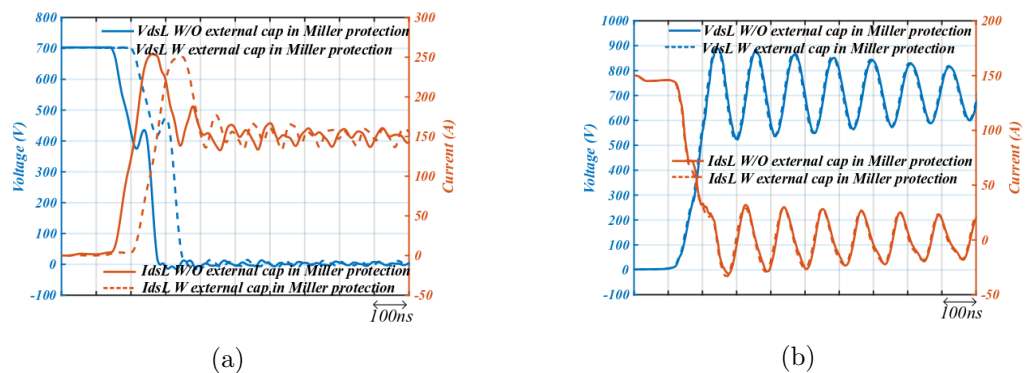 800
700
600
500
400
300
200
100
0
-100
Voltage (V)
VdsL W/O external cap in Miller protection
VdsL W external cap in Miller protection
IdsL W/O external cap in Miller protection
IdsL W external cap in Miller protection
300
250
200
150
100
50
0
-50
Current (A)
100ns
(a)
1000
900
800
700
600
500
400
300
200
100
0
-100
Voltage (V)
VdsL W/O external cap in Miller protection
VdsL W external cap in Miller protection
IdsL W/O external cap in Miller protection
IdsL W external cap in Miller protection
200
150
100
50
0
-50
Current (A)
100ns
(b)